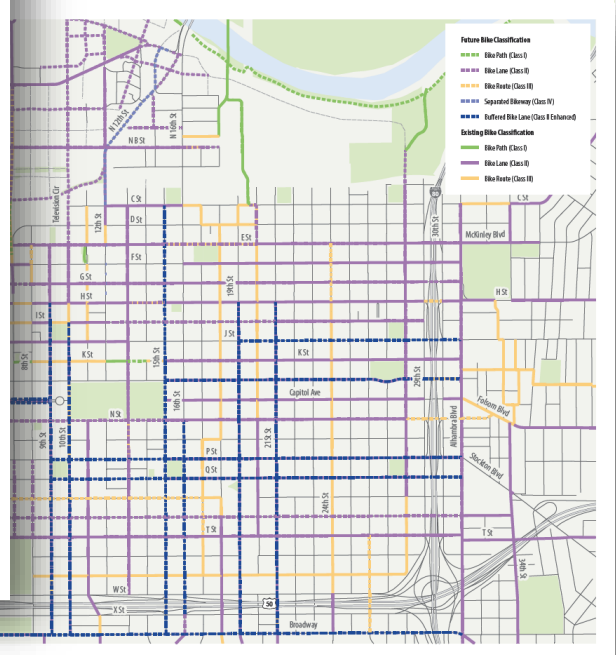 Future Bike Classification
Bike Path (Class I)
Bike Lane (Class II)
Bike Route (Class III)
Separated Bikeway (Class IV)
Buffered Bike Lane (Class II Enhanced)
Existing Bike Classification
Bike Path (Class I)
Bike Lane (Class II)
Bike Route (Class III)
N 12th St
N 16th St
N B St
Television Cir
C St
C St
12th St
D St
30th St
E St
McKinley Blvd
F St
G St
19th St
H St
H St
I St
J St
8th St
K St
15th St
K St
29th St
16th St
Capitol Ave
Alhambra Blvd
Folsom Blvd
N St
9th St
10th St
21st St
P St
Q St
Stockton Blvd
24th St
T St
T St
34th St
W St
X St
50
Broadway